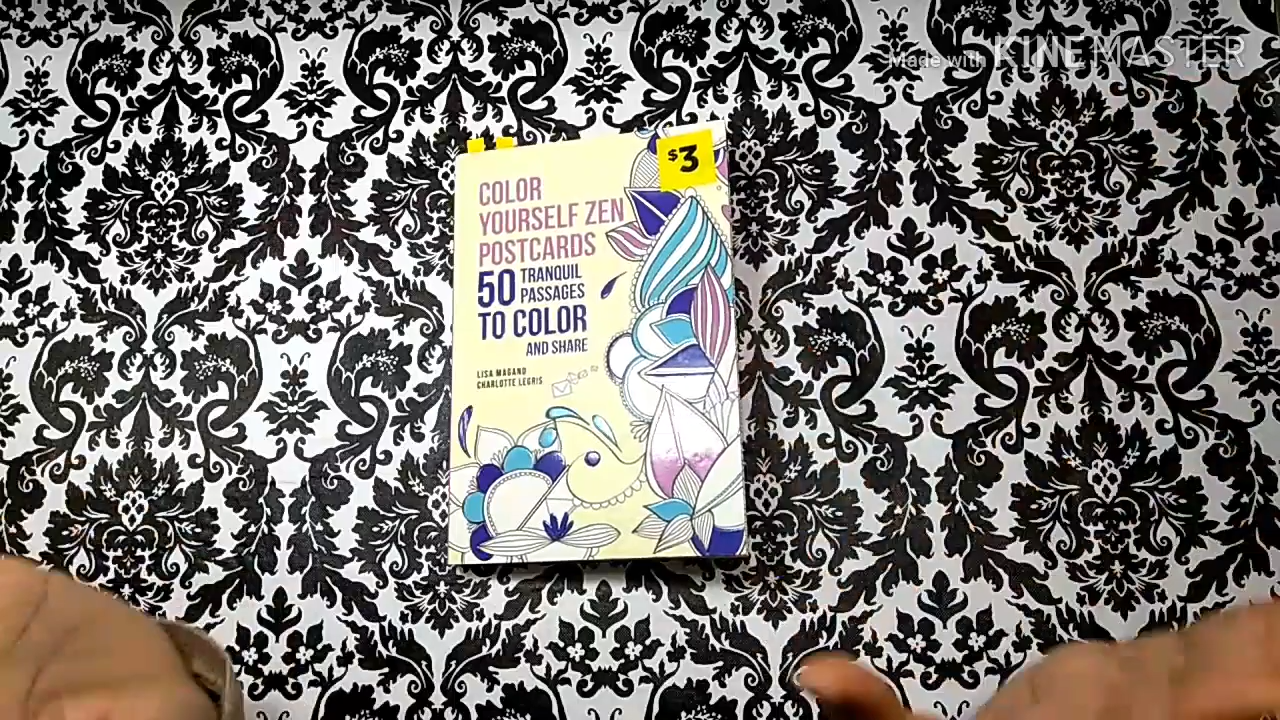 Made with KINEMASTER
$3
COLOR
YOURSELF ZEN
POSTCARDS
50 TRANQUIL
PASSAGES
TO COLOR
AND SHARE
LISA MAGANO
CHARLOTTE LEGRIS